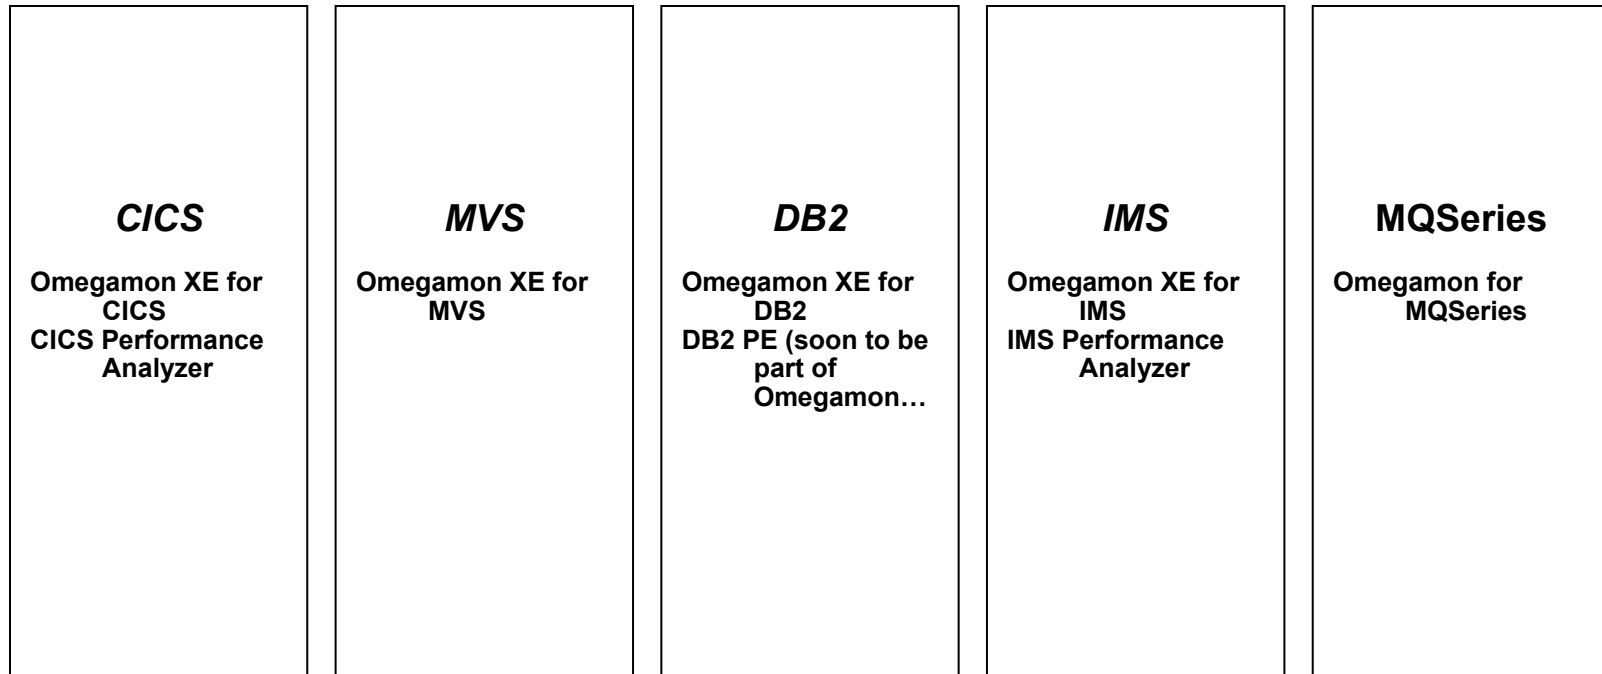 CICS
Omegamon XE for
CICS
CICS Performance
Analyzer
MVS
Omegamon XE for
MVS
DB2
Omegamon XE for
DB2
DB2 PE (soon to be
part of
Omegamon…
IMS
Omegamon XE for
IMS
IMS Performance
Analyzer
MQSeries
Omegamon for
MQSeries